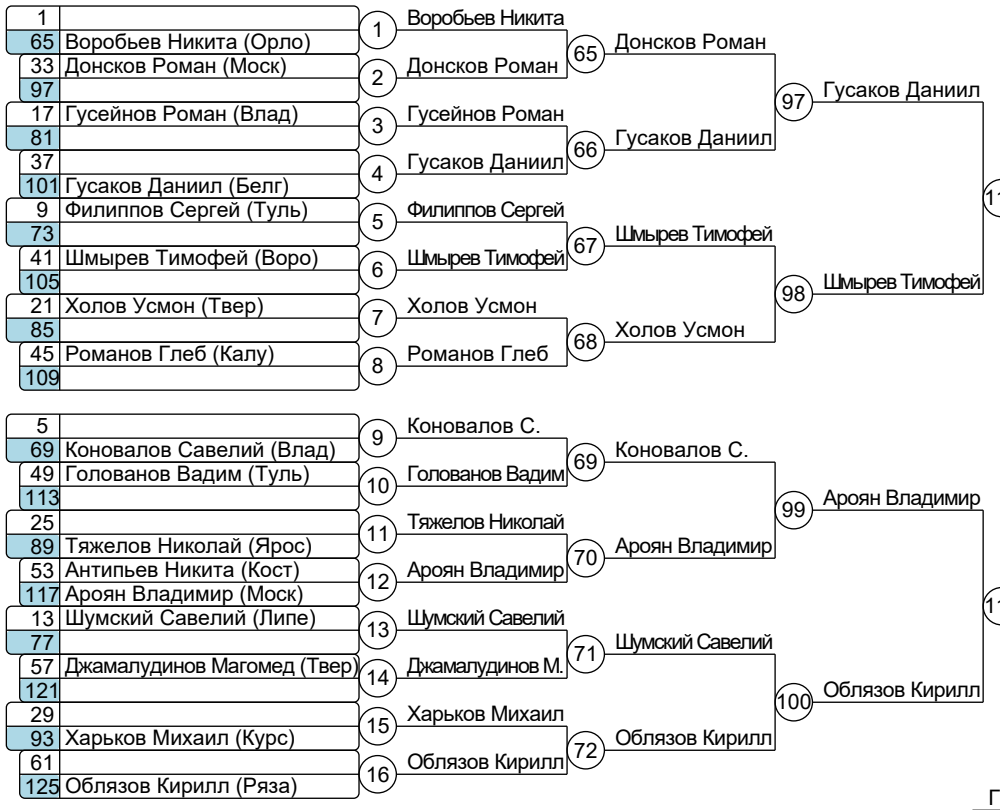 1
65 Воробьев Никита (Орло)
33 Донсков Роман (Моск)
97
17 Гусейнов Роман (Влад)
81
37
101 Гусаков Даниил (Белг)
9 Филиппов Сергей (Туль)
73
41 Шмырев Тимофей (Воро)
105
21 Холов Усмон (Твер)
85
45 Романов Глеб (Калу)
109
5
69 Коновалов Савелий (Влад)
49 Голованов Вадим (Туль)
113
25
89 Тяжелов Николай (Ярос)
53 Антипьев Никита (Кост)
117 Ароян Владимир (Моск)
13 Шумский Савелий (Липе)
77
57 Джамалудинов Магомед (Твер)
121
29
93 Харьков Михаил (Курс)
61
125 Облязов Кирилл (Ряза)
1 Воробьев Никита
2 Донсков Роман
3 Гусейнов Роман
4 Гусаков Даниил
5 Филиппов Сергей
6 Шмырев Тимофей
7 Холов Усмон
8 Романов Глеб
9 Коновалов С.
10 Голованов Вадим
11 Тяжелов Николай
12 Ароян Владимир
13 Шумский Савелий
14 Джамалудинов М.
15 Харьков Михаил
16 Облязов Кирилл
65 Донсков Роман
66 Гусаков Даниил
67 Шмырев Тимофей
68 Холов Усмон
69 Коновалов С.
70 Ароян Владимир
71 Шумский Савелий
72 Облязов Кирилл
97 Гусаков Даниил
98 Шмырев Тимофей
99 Ароян Владимир
100 Облязов Кирилл